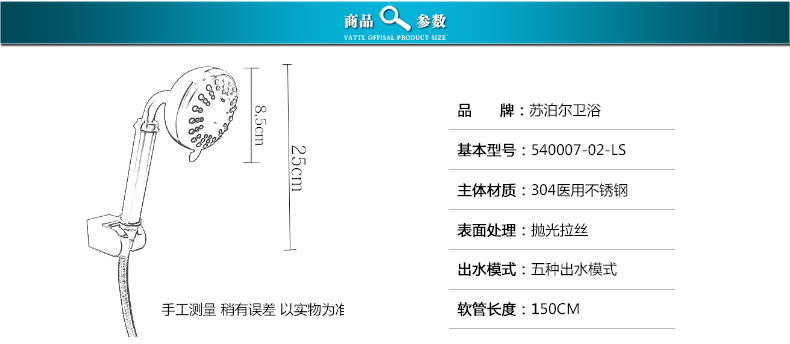 商品 参数
VATTI OFFISAL PRODUCT SIZE
8.5cm
25cm
手工测量 稍有误差 以实物为准
品 牌：苏泊尔卫浴
基本型号：540007-02-LS
主体材质：304医用不锈钢
表面处理：抛光拉丝
出水模式：五种出水模式
软管长度：150CM